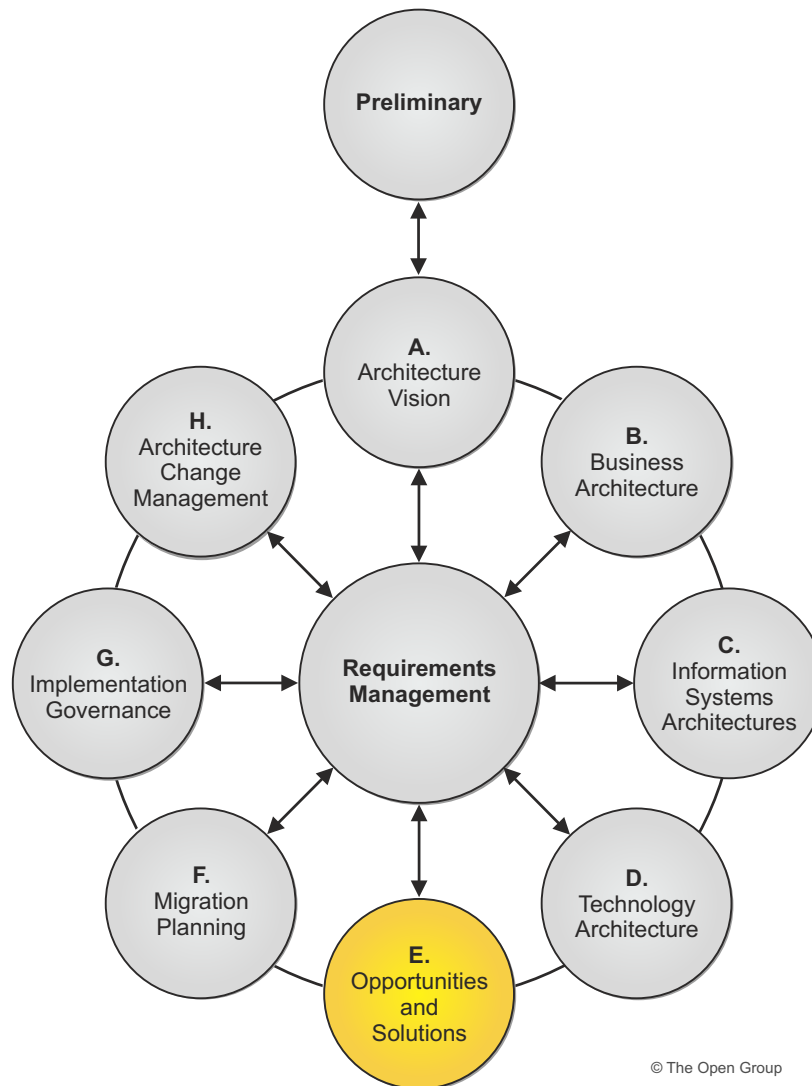 Preliminary
A.
Architecture
Vision
B.
Business
Architecture
C.
Information
Systems
Architectures
D.
Technology
Architecture
E.
Opportunities
and
Solutions
F.
Migration
Planning
G.
Implementation
Governance
H.
Architecture
Change
Management
Requirements
Management
© The Open Group